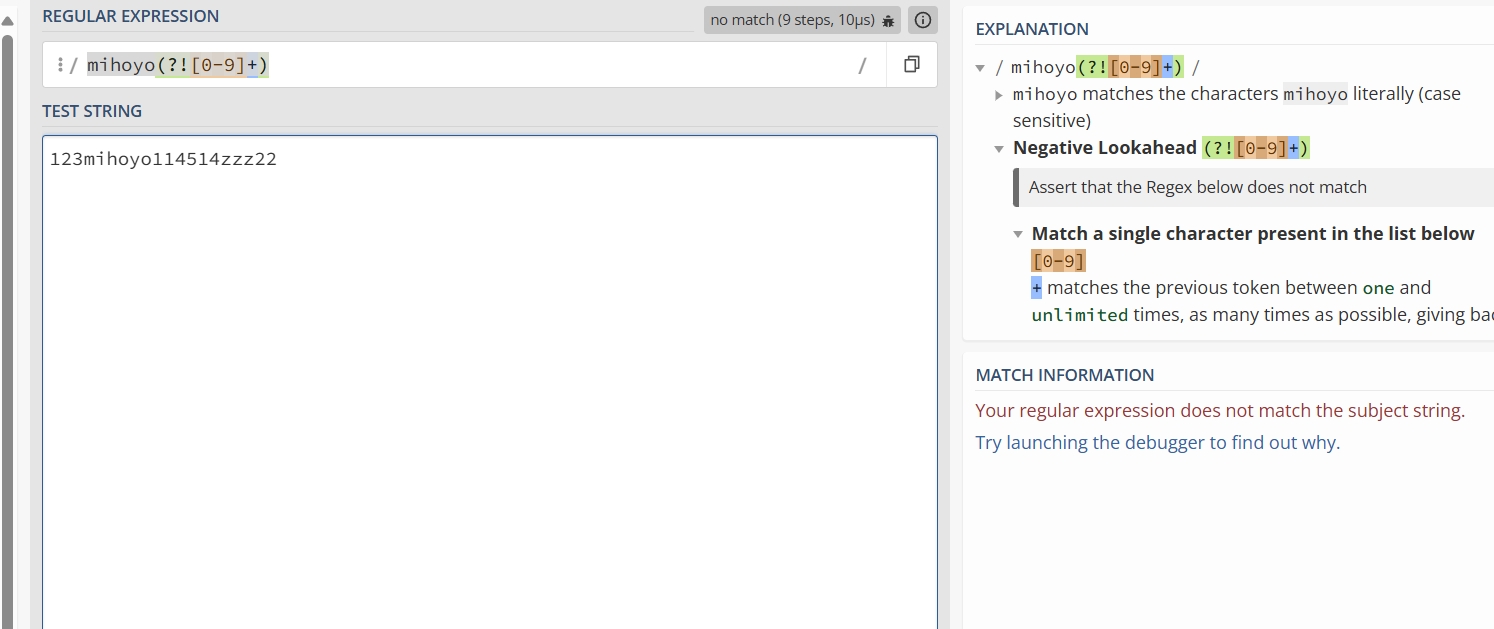 REGULAR EXPRESSION
no match (9 steps, 10µs)
/ mihoyo(?![0-9]+) /
TEST STRING
123mihoyo114514zzz22
EXPLANATION
/ mihoyo(?![0-9]+) /
mihoyo matches the characters mihoyo literally (case
sensitive)
Negative Lookahead (?![0-9]+)
Assert that the Regex below does not match
Match a single character present in the list below
[0-9]
+ matches the previous token between one and
unlimited times, as many times as possible, giving bac
MATCH INFORMATION
Your regular expression does not match the subject string.
Try launching the debugger to find out why.